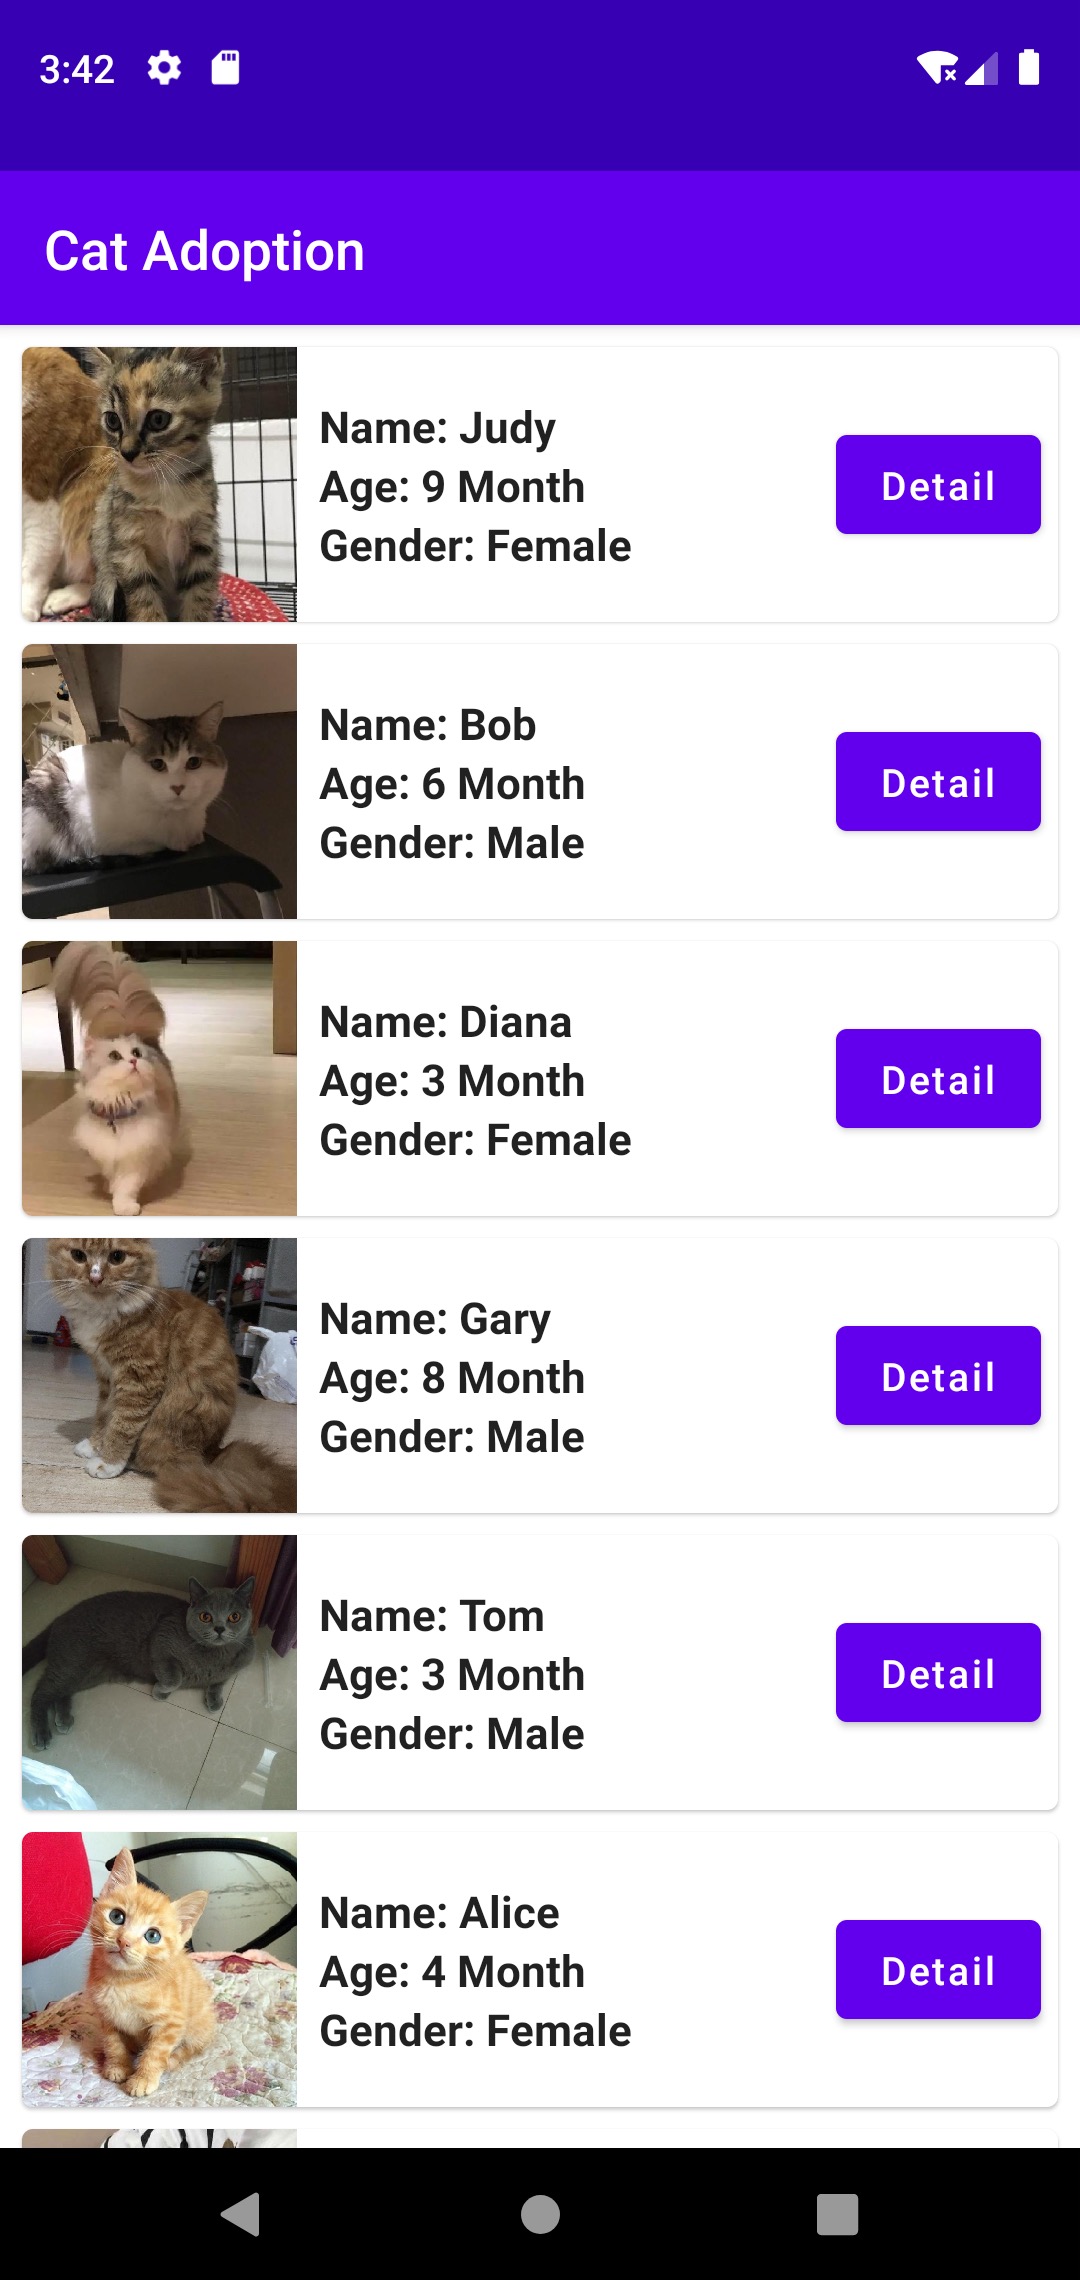 3:42
Cat Adoption
Name: Judy
Age: 9 Month
Gender: Female
Detail
Name: Bob
Age: 6 Month
Gender: Male
Detail
Name: Diana
Age: 3 Month
Gender: Female
Detail
Name: Gary
Age: 8 Month
Gender: Male
Detail
Name: Tom
Age: 3 Month
Gender: Male
Detail
Name: Alice
Age: 4 Month
Gender: Female
Detail